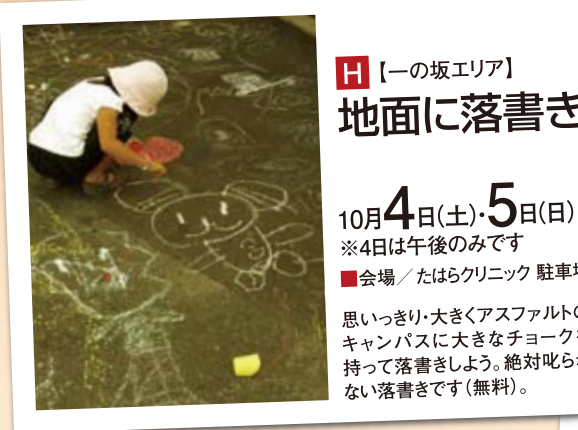 H【一の坂エリア】
地面に落書き
10月4日(土)・5日(日)
※4日は午後のみです
■会場／たはらクリニック 駐車場
思いっきり・大きくアスファルトの
キャンパスに大きなチョークを
持って落書きしよう。絶対叱られ
ない落書きです(無料)。